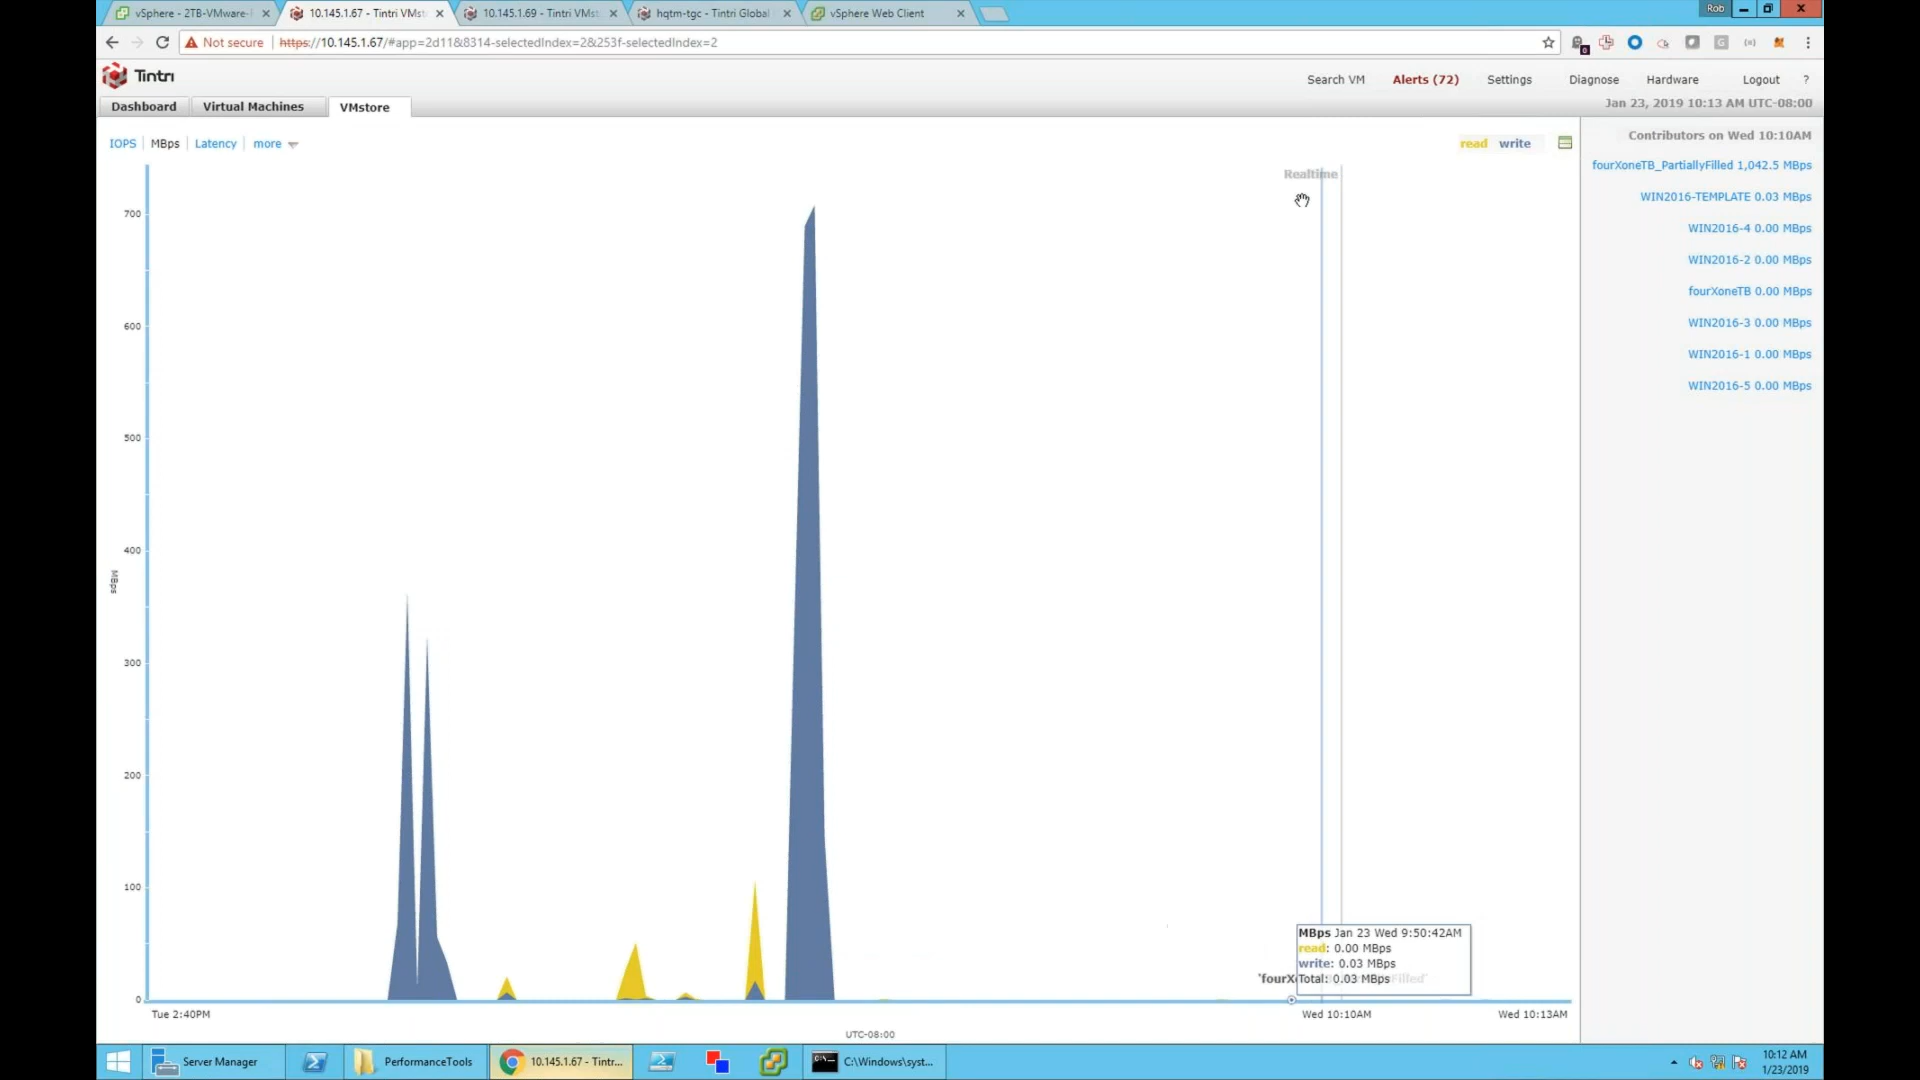 vSphere - 2TB-VMware-
10.145.1.67 - Tintri VMst
10.145.1.69 - Tintri VMst
hqtm-tgc - Tintri Global
vSphere Web Client
Rob
Not secure
https://10.145.1.67/#app=2d11&8314-selectedIndex=2&253f-selectedIndex=2
Tintri
Search VM
Alerts (72)
Settings
Diagnose
Hardware
Logout
?
Dashboard
Virtual Machines
VMstore
Jan 23, 2019 10:13 AM UTC-08:00
IOPS
MBps
Latency
more
read
write
Contributors on Wed 10:10AM
fourXoneTB_PartiallyFilled 1,042.5 MBps
WIN2016-TEMPLATE 0.03 MBps
WIN2016-4 0.00 MBps
WIN2016-2 0.00 MBps
fourXoneTB 0.00 MBps
WIN2016-3 0.00 MBps
WIN2016-1 0.00 MBps
WIN2016-5 0.00 MBps
Realtime
700
600
500
400
MBps
300
200
100
0
MBps Jan 23 Wed 9:50:42AM
read: 0.00 MBps
write: 0.03 MBps
Total: 0.03 MBps
Tue 2:40PM
Wed 10:10AM
Wed 10:13AM
UTC-08:00
Server Manager
PerformanceTools
10.145.1.67 - Tintr...
C:\Windows\syst...
10:12 AM
1/23/2019